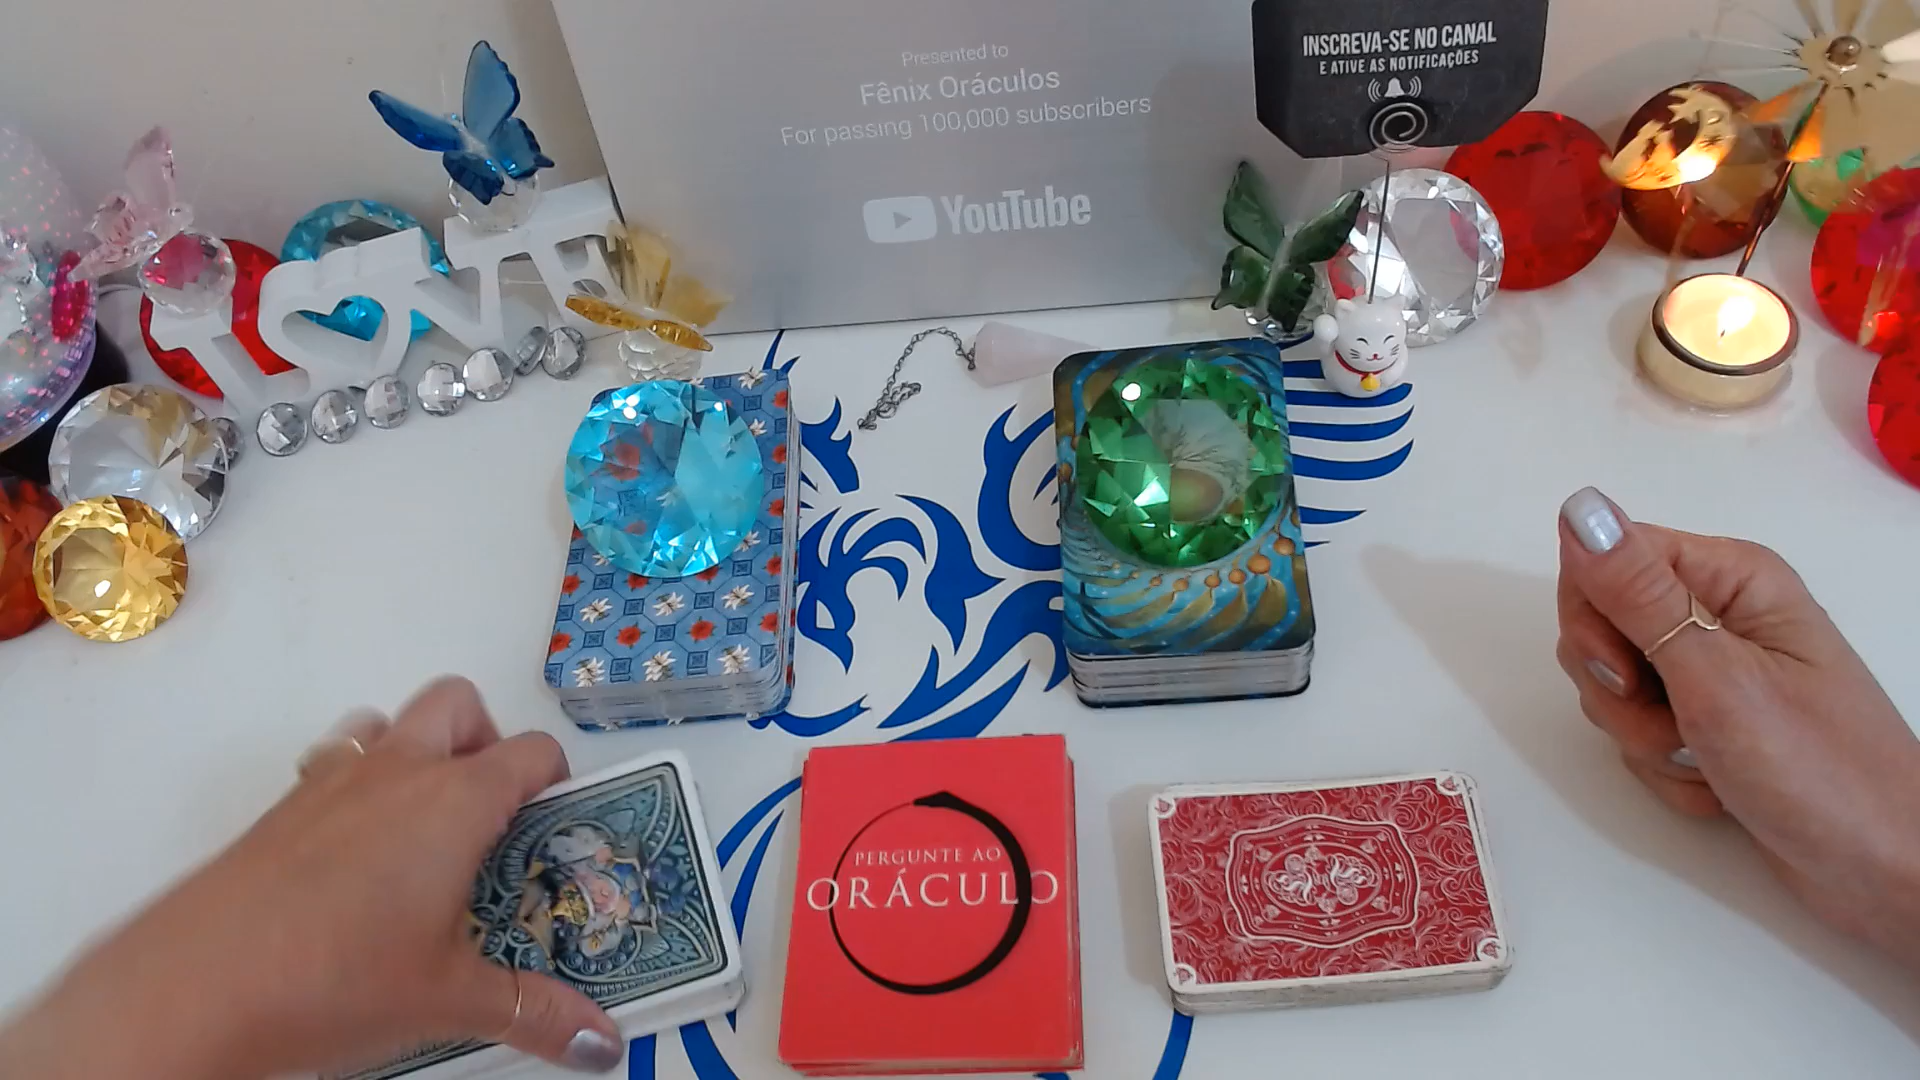 Presented to
Fênix Oráculos
For passing 100,000 subscribers
YouTube
INSCREVA-SE NO CANAL
E ATIVE AS NOTIFICAÇÕES
LOVE
PERGUNTE AO
ORÁCULO